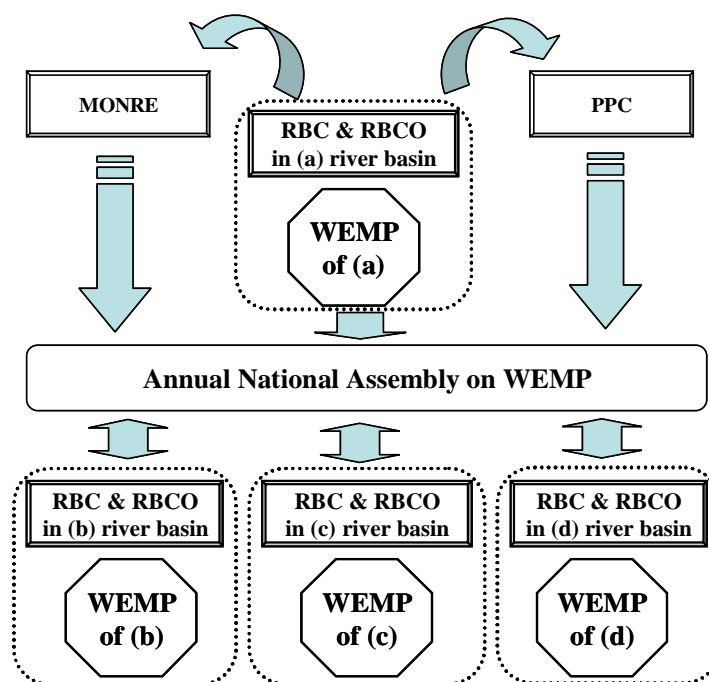 MONRE
PPC
RBC & RBCO
in (a) river basin
WEMP
of (a)
Annual National Assembly on WEMP
RBC & RBCO
in (b) river basin
RBC & RBCO
in (c) river basin
RBC & RBCO
in (d) river basin
WEMP
of (b)
WEMP
of (c)
WEMP
of (d)